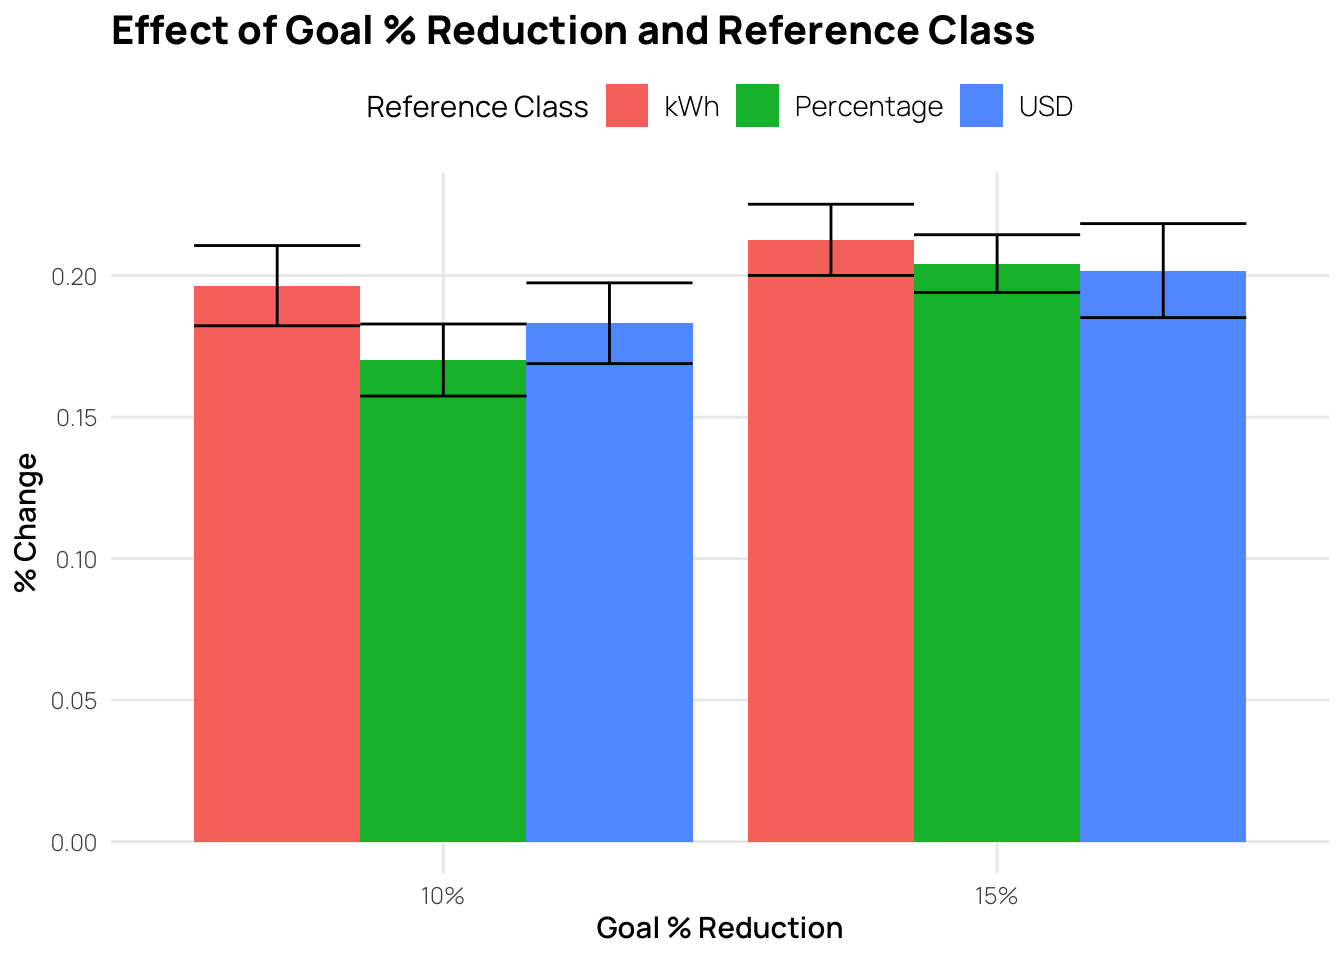 Effect of Goal % Reduction and Reference Class
Reference Class kWh Percentage USD
0.20
0.15
0.10
0.05
0.00
% Change
10% 15%
Goal % Reduction